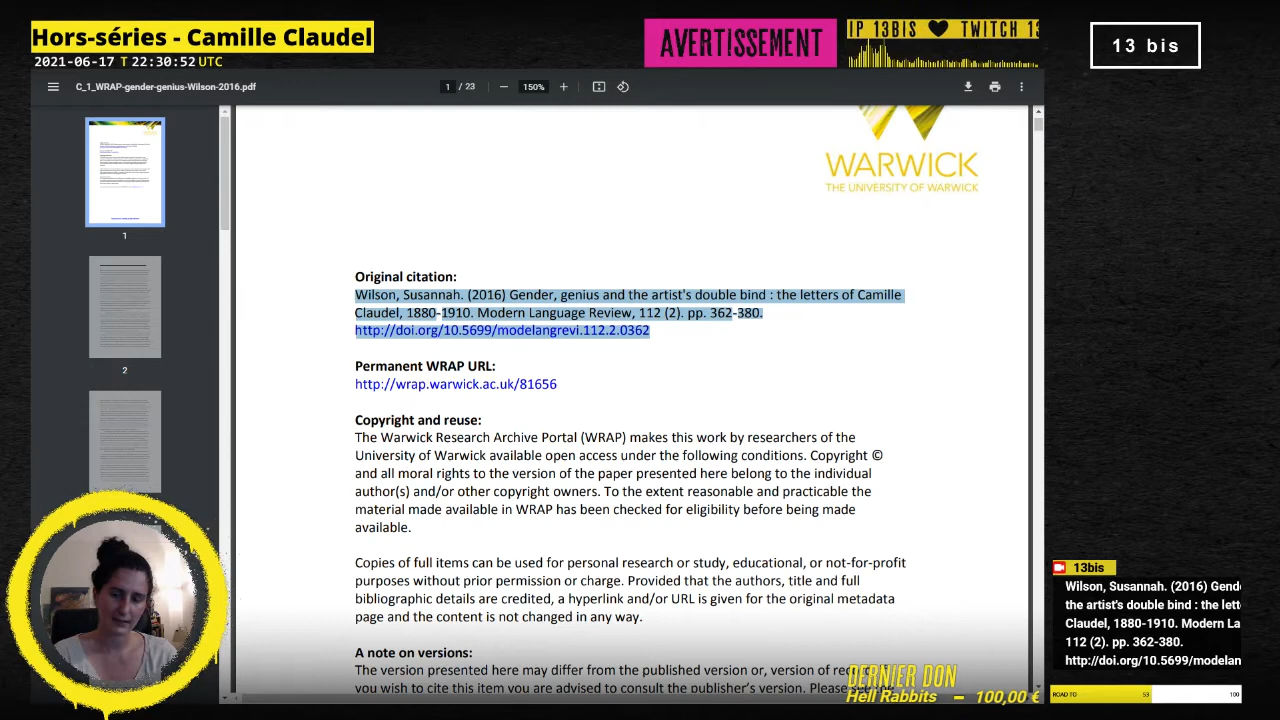 Hors-séries - Camille Claudel
2021-06-17 T 22:30:52 UTC
AVERTISSEMENT
IP 13BIS TWITCH 13
13 bis
C_1_WRAP-gender-genius-Wilson-2016.pdf
1 / 23
150%
WARWICK
THE UNIVERSITY OF WARWICK
1
2
Original citation:
Wilson, Susannah. (2016) Gender, genius and the artist's double bind : the letters of Camille
Claudel, 1880-1910. Modern Language Review, 112 (2). pp. 362-380.
http://doi.org/10.5699/modelangrevi.112.2.0362
Permanent WRAP URL:
http://wrap.warwick.ac.uk/81656
Copyright and reuse:
The Warwick Research Archive Portal (WRAP) makes this work by researchers of the
University of Warwick available open access under the following conditions. Copyright ©
and all moral rights to the version of the paper presented here belong to the individual
author(s) and/or other copyright owners. To the extent reasonable and practicable the
material made available in WRAP has been checked for eligibility before being made
available.
Copies of full items can be used for personal research or study, educational, or not-for-profit
purposes without prior permission or charge. Provided that the authors, title and full
bibliographic details are credited, a hyperlink and/or URL is given for the original metadata
page and the content is not changed in any way.
A note on versions:
The version presented here may differ from the published version or, version of
you wish to cite this item you are advised to consult the publisher's version. Please
DERNIER DON
Hell Rabbits – 100,00 €
13bis
Wilson, Susannah. (2016) Gend
the artist's double bind : the lett
Claudel, 1880-1910. Modern La
112 (2). pp. 362-380.
http://doi.org/10.5699/modelan
ROAD TO 53 100